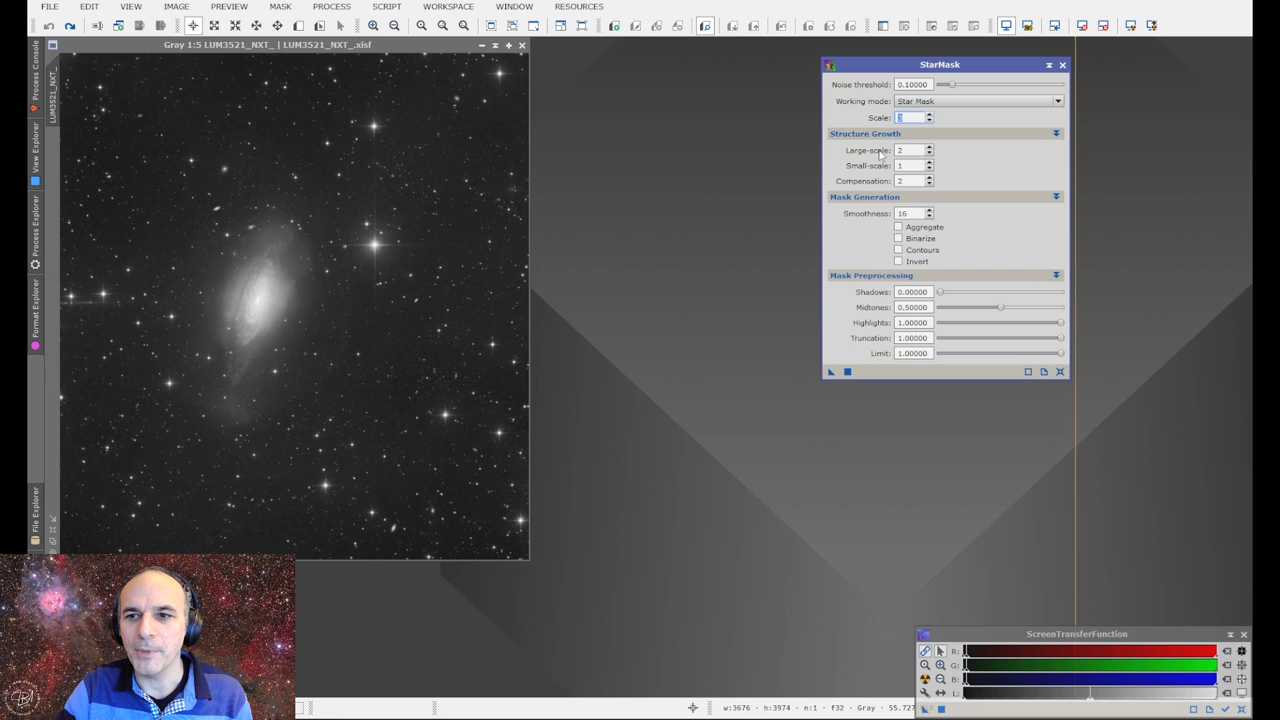 FILE EDIT VIEW IMAGE PREVIEW MASK PROCESS SCRIPT WORKSPACE WINDOW RESOURCES
Gray 1:5 LUM3521_NXT_ | LUM3521_NXT_.xisf
Process Console
View Explorer
Process Explorer
Format Explorer
File Explorer
LUM3521_NXT_
StarMask
Noise threshold: 0.10000
Working mode: Star Mask
Scale:
Structure Growth
Large-scale: 2
Small-scale: 1
Compensation: 2
Mask Generation
Smoothness: 16
Aggregate
Binarize
Contours
Invert
Mask Preprocessing
Shadows: 0.00000
Midtones: 0.50000
Highlights: 1.00000
Truncation: 1.00000
Limit: 1.00000
ScreenTransferFunction
R:
G:
B:
L:
w:3676 · h:3974 · n:1 · f32 · Gray · 55.727